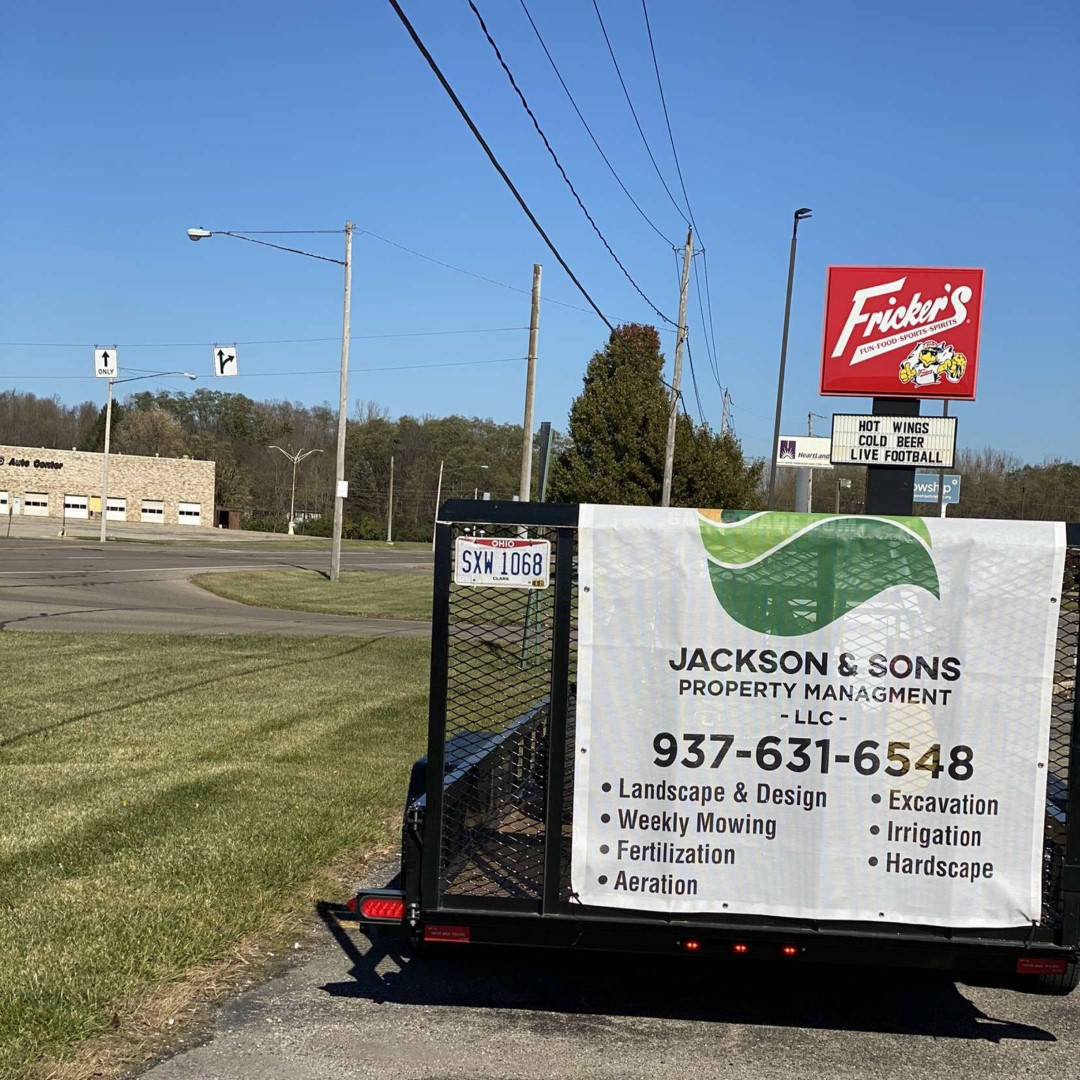 ONLY
Auto Center
Fricker's
FUN·FOOD·SPORTS·SPIRITS
HOT WINGS
COLD BEER
LIVE FOOTBALL
HeartLand
OHIO
SXW 1068
CLARK
JACKSON & SONS
PROPERTY MANAGMENT
- LLC -
937-631-6548
• Landscape & Design
• Weekly Mowing
• Fertilization
• Aeration
• Excavation
• Irrigation
• Hardscape